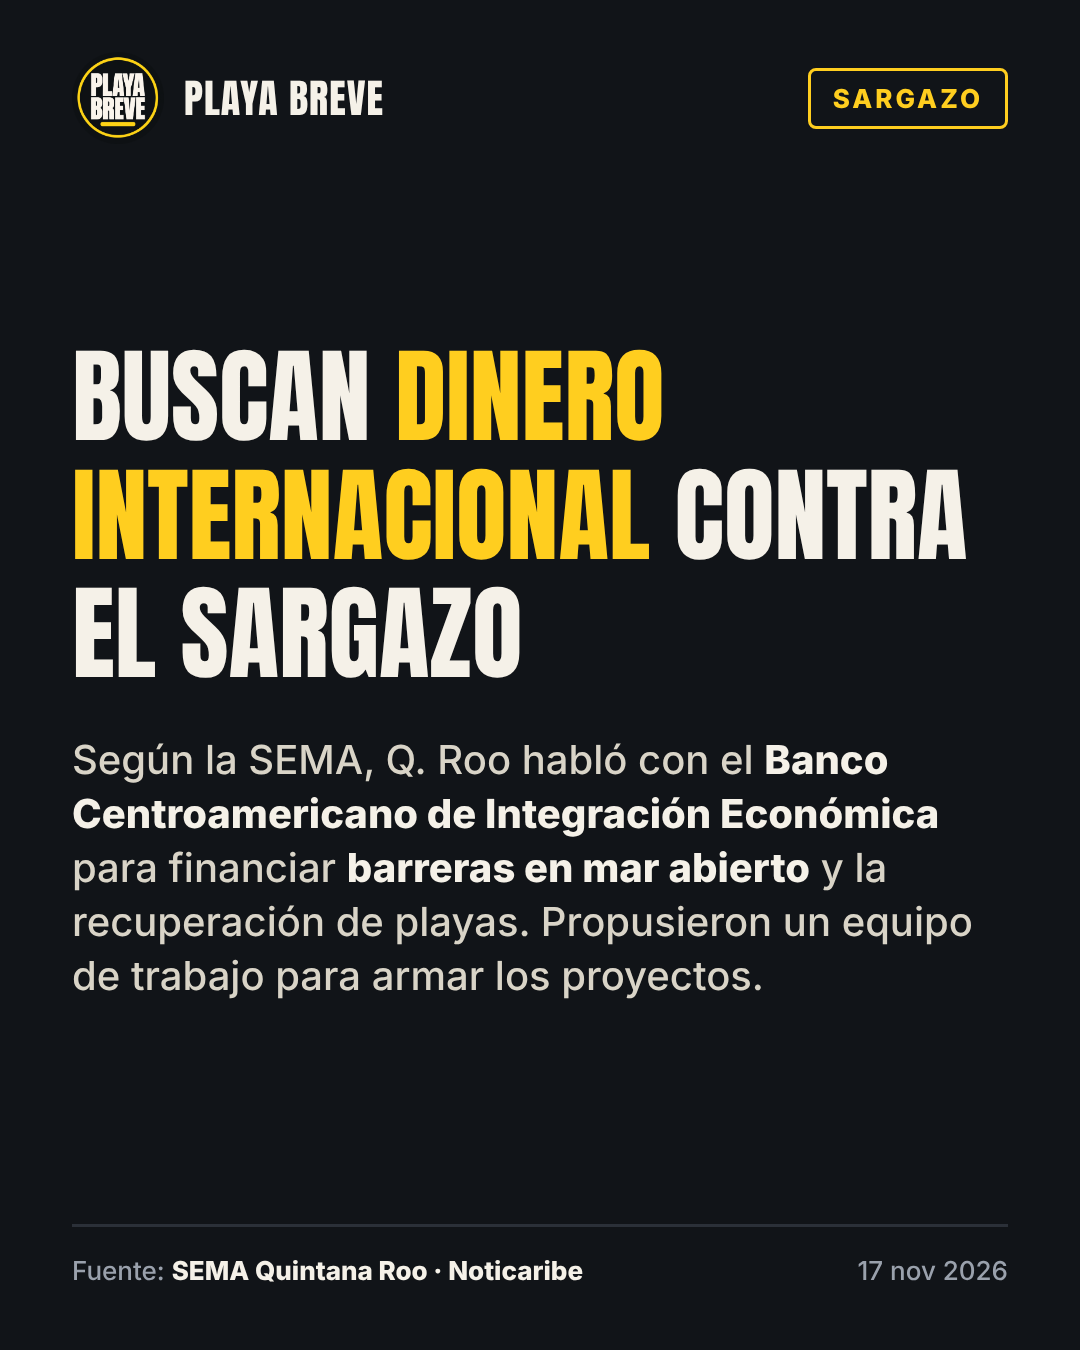 PLAYA
BREVE
PLAYA BREVE
SARGAZO
BUSCAN DINERO
INTERNACIONAL CONTRA
EL SARGAZO
Según la SEMA, Q. Roo habló con el Banco
Centroamericano de Integración Económica
para financiar barreras en mar abierto y la
recuperación de playas. Propusieron un equipo
de trabajo para armar los proyectos.
Fuente: SEMA Quintana Roo · Noticaribe
17 nov 2026